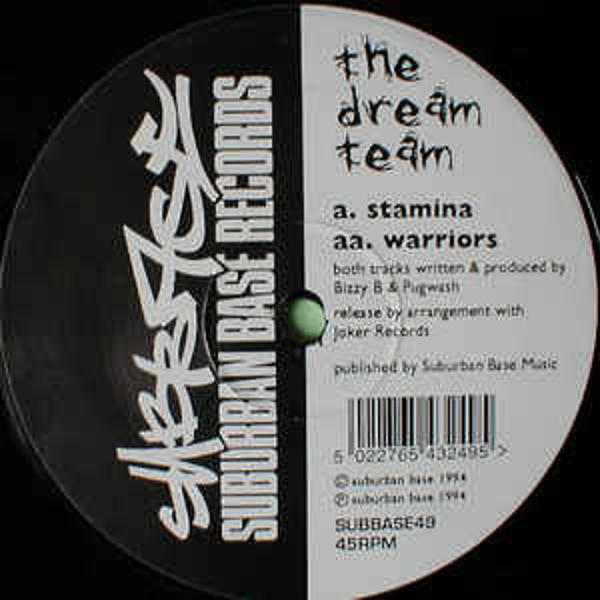 SUBBASE
SUBURBAN BASE RECORDS
the
dream
team
a. stamina
aa. warriors
both tracks written & produced by
Bizzy B & Pugwash
release by arrangement with
Joker Records
published by Suburban Base Music
5 022765 432495 >
© suburban base 1994
℗ suburban base 1994
SUBBASE49
45RPM